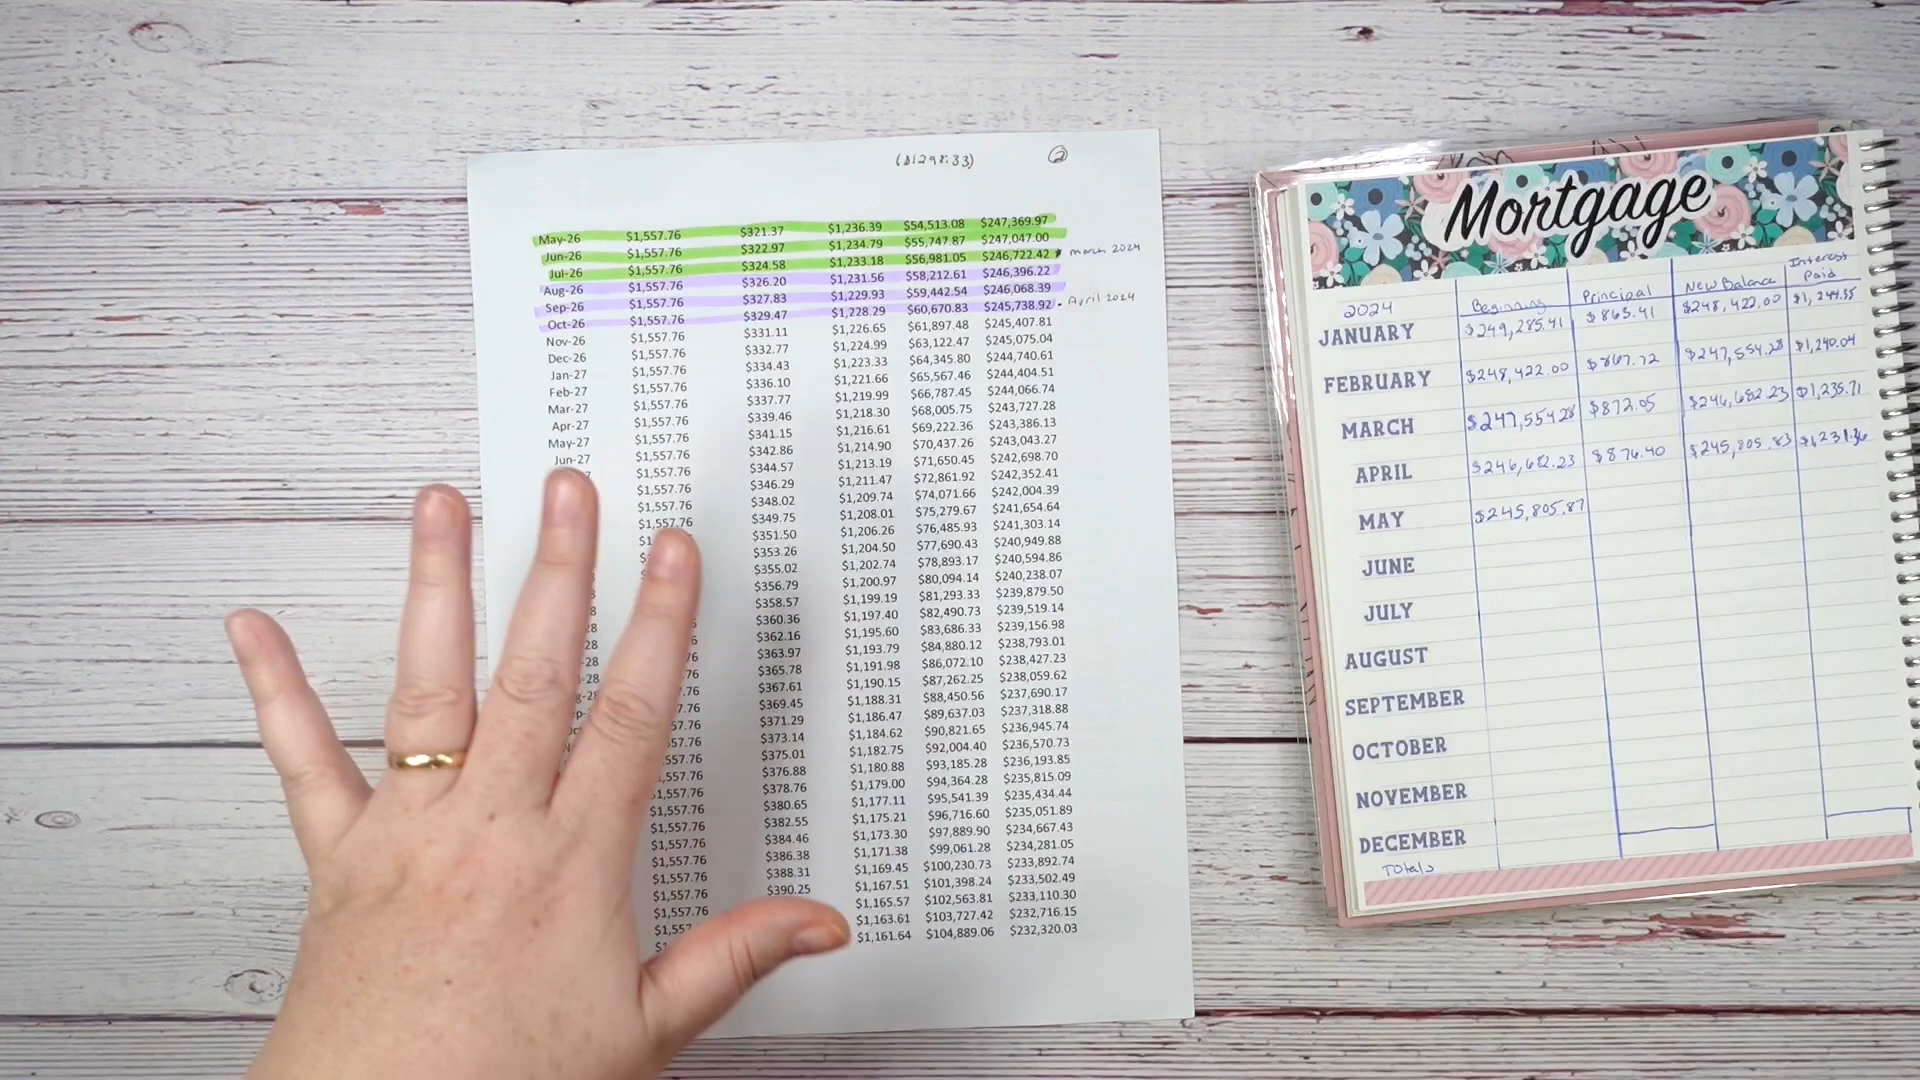 ($1298.33) 2
May-26 $1,557.76 $321.37 $1,236.39 $54,513.08 $247,369.97
Jun-26 $1,557.76 $322.97 $1,234.79 $55,747.87 $247,047.00
Jul-26 $1,557.76 $324.58 $1,233.18 $56,981.05 $246,722.42 March 2024
Aug-26 $1,557.76 $326.20 $1,231.56 $58,212.61 $246,396.22
Sep-26 $1,557.76 $327.83 $1,229.93 $59,442.54 $246,068.39
Oct-26 $1,557.76 $329.47 $1,228.29 $60,670.83 $245,738.92 April 2024
Nov-26 $1,557.76 $331.11 $1,226.65 $61,897.48 $245,407.81
Dec-26 $1,557.76 $332.77 $1,224.99 $63,122.47 $245,075.04
Jan-27 $1,557.76 $334.43 $1,223.33 $64,345.80 $244,740.61
Feb-27 $1,557.76 $336.10 $1,221.66 $65,567.46 $244,404.51
Mar-27 $1,557.76 $337.77 $1,219.99 $66,787.45 $244,066.74
Apr-27 $1,557.76 $339.46 $1,218.30 $68,005.75 $243,727.28
May-27 $1,557.76 $341.15 $1,216.61 $69,222.36 $243,386.13
Jun-27 $1,557.76 $342.86 $1,214.90 $70,437.26 $243,043.27
$1,557.76 $344.57 $1,213.19 $71,650.45 $242,698.70
$1,557.76 $346.29 $1,211.47 $72,861.92 $242,352.41
$1,557.76 $348.02 $1,209.74 $74,071.66 $242,004.39
$1,557.76 $349.75 $1,208.01 $75,279.67 $241,654.64
$351.50 $1,206.26 $76,485.93 $241,303.14
$353.26 $1,204.50 $77,690.43 $240,949.88
$355.02 $1,202.74 $78,893.17 $240,594.86
$356.79 $1,200.97 $80,094.14 $240,238.07
$358.57 $1,199.19 $81,293.33 $239,879.50
$360.36 $1,197.40 $82,490.73 $239,519.14
$362.16 $1,195.60 $83,686.33 $239,156.98
$363.97 $1,193.79 $84,880.12 $238,793.01
$365.78 $1,191.98 $86,072.10 $238,427.23
$367.61 $1,190.15 $87,262.25 $238,059.62
$369.45 $1,188.31 $88,450.56 $237,690.17
$371.29 $1,186.47 $89,637.03 $237,318.88
$373.14 $1,184.62 $90,821.65 $236,945.74
$375.01 $1,182.75 $92,004.40 $236,570.73
$376.88 $1,180.88 $93,185.28 $236,193.85
$378.76 $1,179.00 $94,364.28 $235,815.09
$1,557.76 $380.65 $1,177.11 $95,541.39 $235,434.44
$1,557.76 $382.55 $1,175.21 $96,716.60 $235,051.89
$1,557.76 $384.46 $1,173.30 $97,889.90 $234,667.43
$1,557.76 $386.38 $1,171.38 $99,061.28 $234,281.05
$1,557.76 $388.31 $1,169.45 $100,230.73 $233,892.74
$1,557.76 $390.25 $1,167.51 $101,398.24 $233,502.49
$1,557.76 $1,165.57 $102,563.81 $233,110.30
$1,163.61 $103,727.42 $232,716.15
$1,161.64 $104,889.06 $232,320.03
Mortgage
2024 Beginning Principal New Balance Interest Paid
JANUARY $249,285.41 $863.41 $248,422.00 $1,244.35
FEBRUARY $248,422.00 $867.72 $247,554.28 $1,240.04
MARCH $247,554.28 $872.05 $246,682.23 $1,235.71
APRIL $246,682.23 $876.40 $245,805.83 $1,231.36
MAY $245,805.87
JUNE
JULY
AUGUST
SEPTEMBER
OCTOBER
NOVEMBER
DECEMBER
Totals